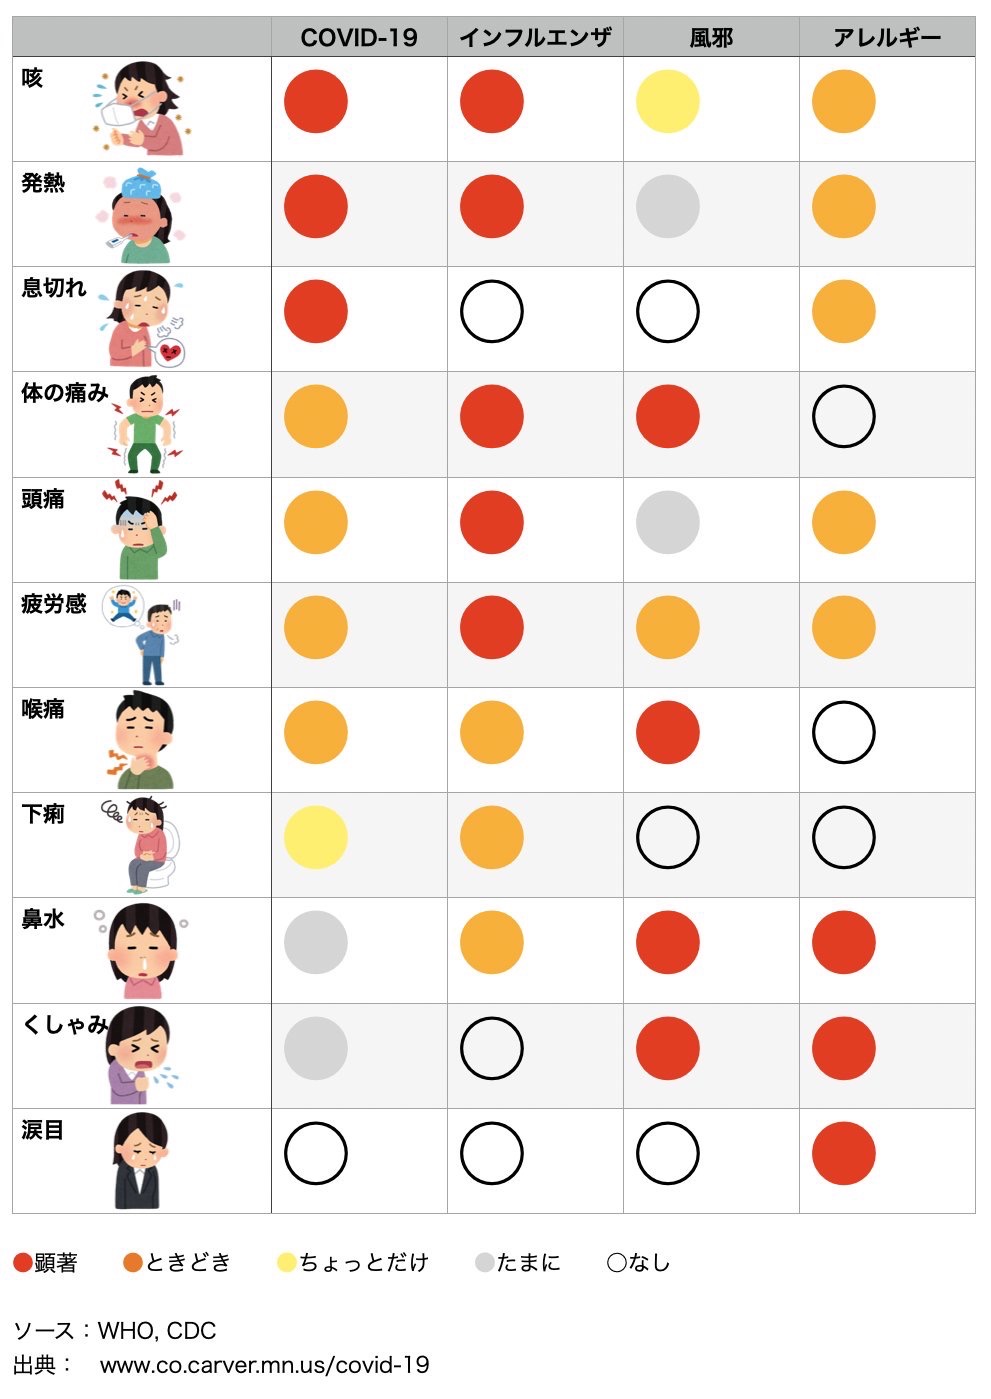 COVID-19 インフルエンザ 風邪 アレルギー
咳
発熱
息切れ
体の痛み
頭痛
疲労感
喉痛
下痢
鼻水
くしゃみ
涙目
顕著 ときどき ちょっとだけ たまに なし
ソース：WHO, CDC
出典： www.co.carver.mn.us/covid-19